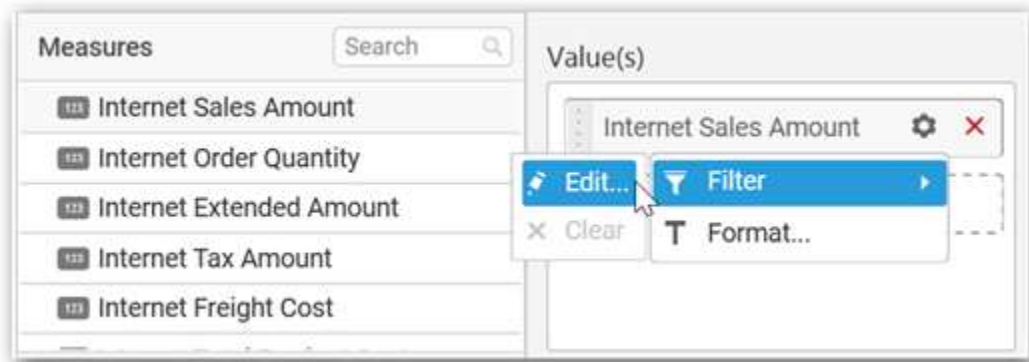 Measures
Search
Internet Sales Amount
Internet Order Quantity
Internet Extended Amount
Internet Tax Amount
Internet Freight Cost
Value(s)
Internet Sales Amount
Edit...
Clear
Filter
Format...